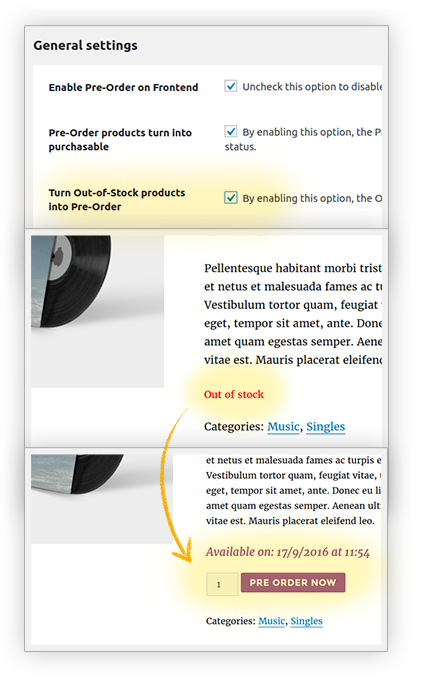 General settings
Enable Pre-Order on Frontend
Uncheck this option to disable
Pre-Order products turn into
purchasable
By enabling this option, the P
status.
Turn Out-of-Stock products
into Pre-Order
By enabling this option, the O
Pellentesque habitant morbi trist
et netus et malesuada fames ac tu
Vestibulum tortor quam, feugiat
eget, tempor sit amet, ante. Done
amet quam egestas semper. Aenean
vitae est. Mauris placerat eleifend
Out of stock
Categories: Music, Singles
et netus et malesuada fames ac turpis e
Vestibulum tortor quam, feugiat vitae, u
eget, tempor sit amet, ante. Donec eu li
amet quam egestas semper. Aenean ult
vitae est. Mauris placerat eleifend leo.
Available on: 17/9/2016 at 11:54
1
PRE ORDER NOW
Categories: Music, Singles